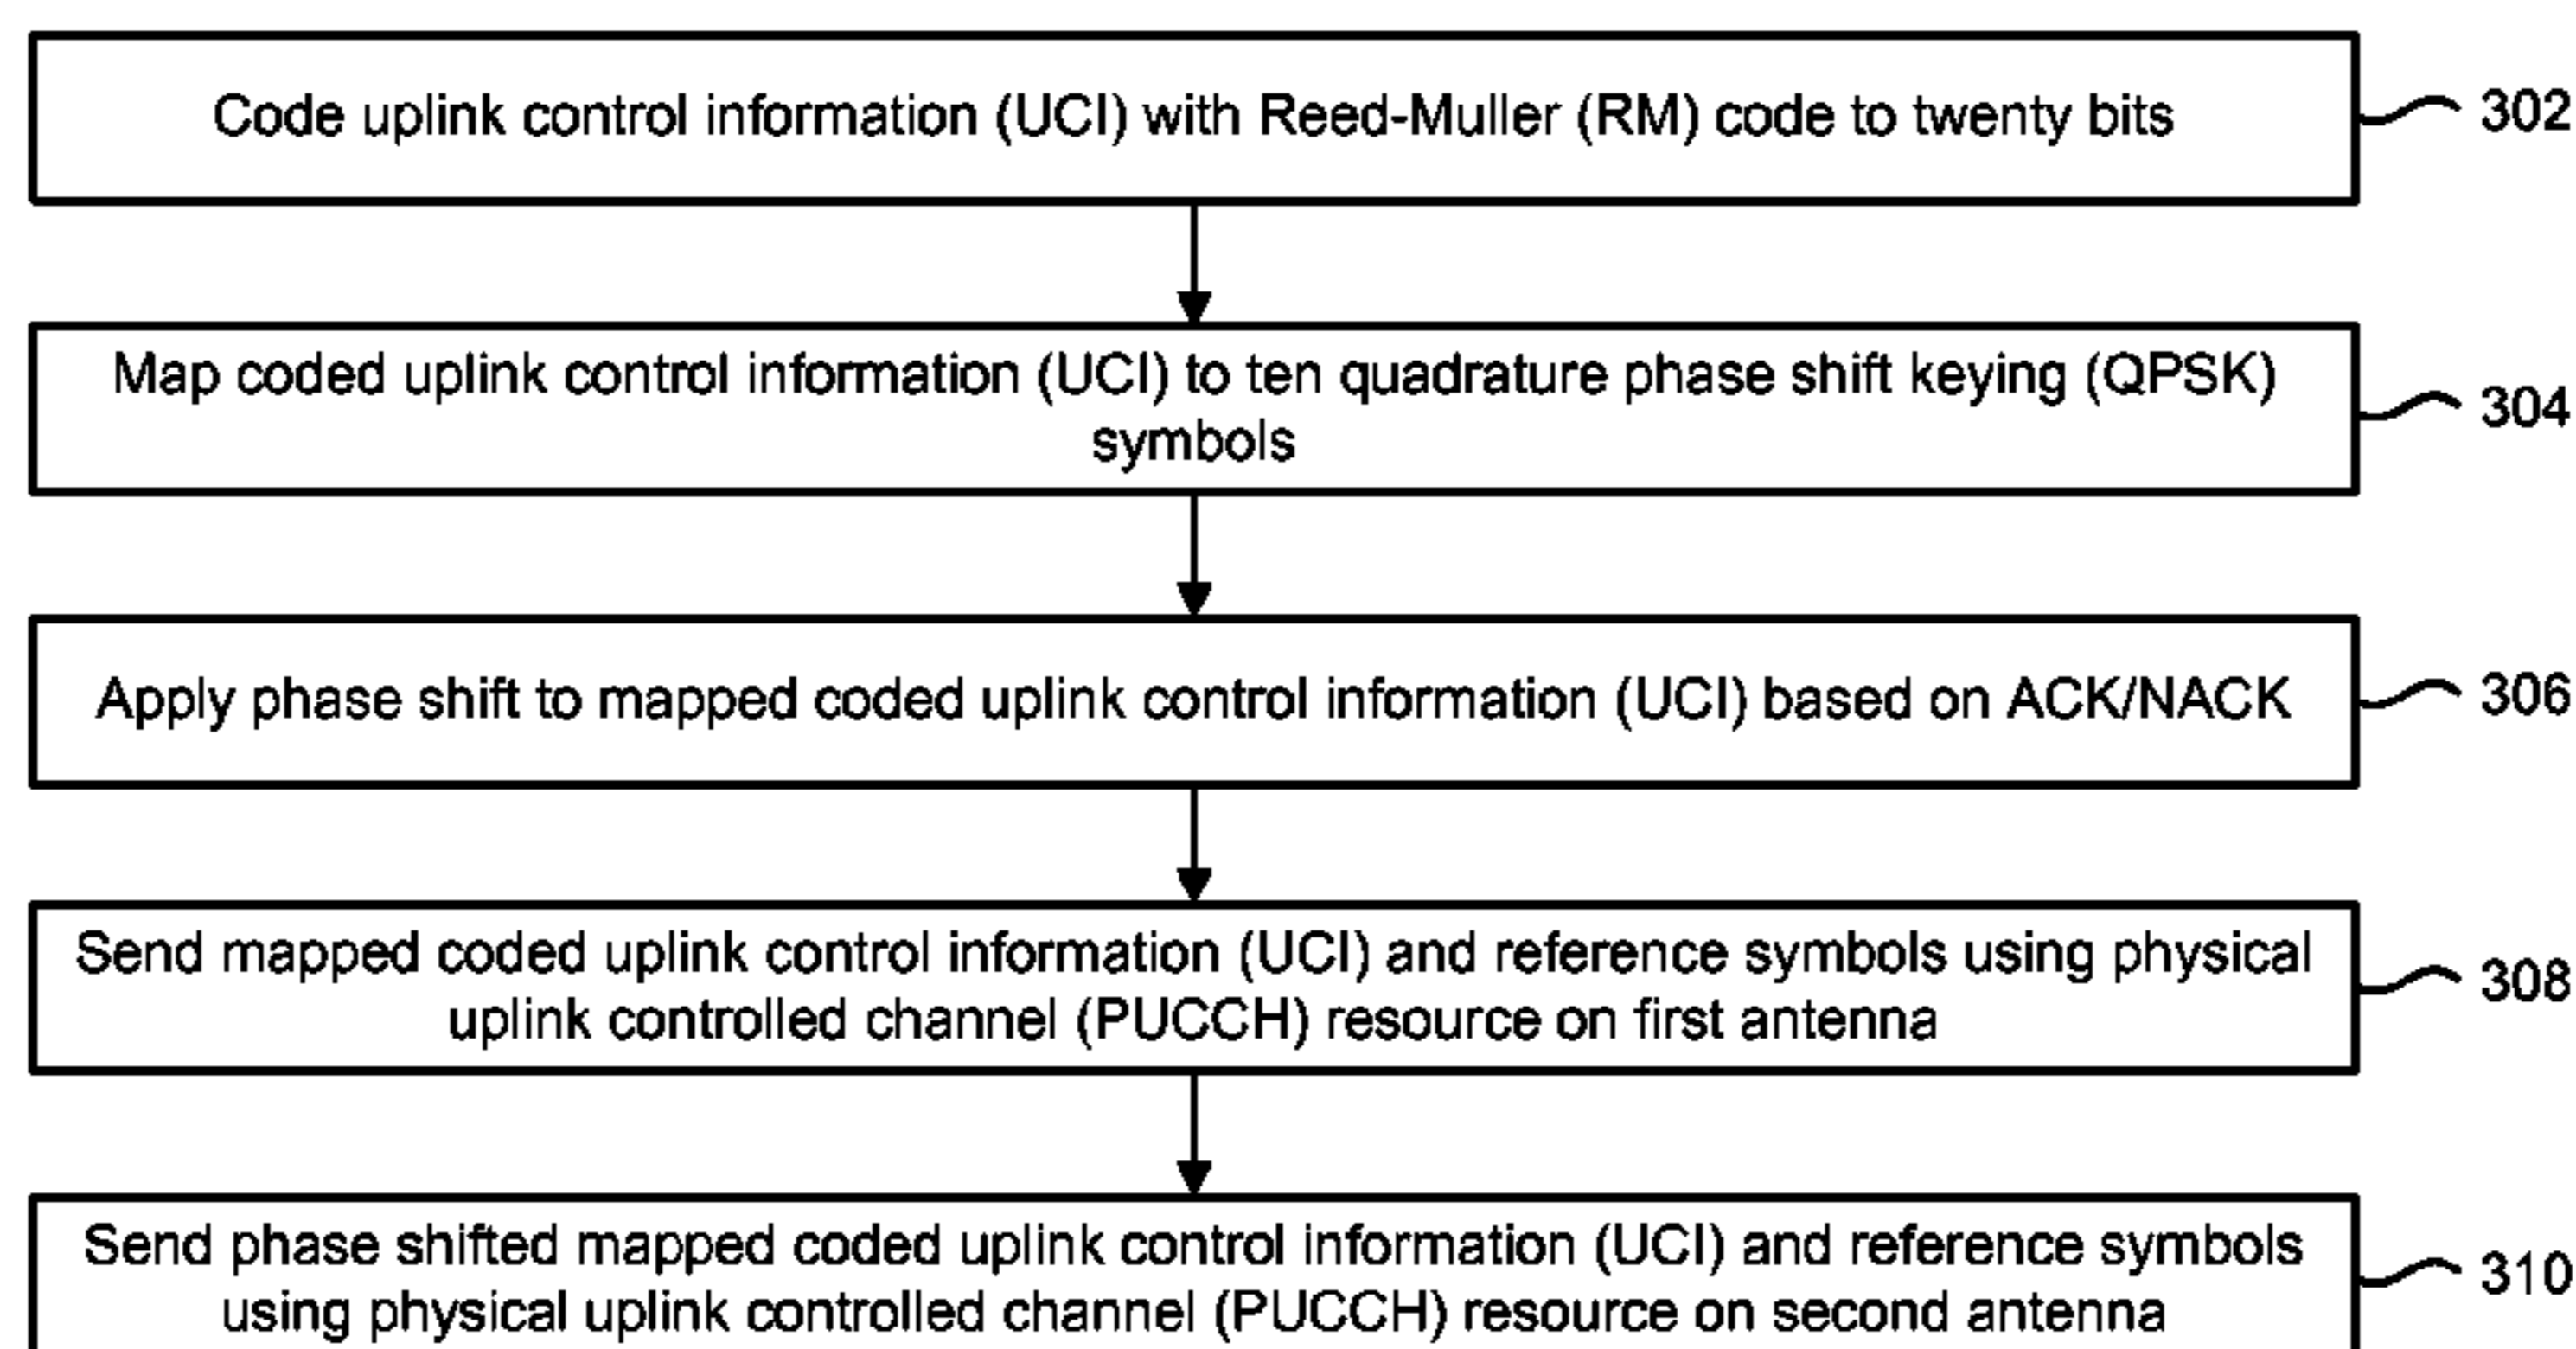 Code uplink control information (UCI) with Reed-Muller (RM) code to twenty bits
302
Map coded uplink control information (UCI) to ten quadrature phase shift keying (QPSK)
symbols
304
Apply phase shift to mapped coded uplink control information (UCI) based on ACK/NACK
306
Send mapped coded uplink control information (UCI) and reference symbols using physical
uplink controlled channel (PUCCH) resource on first antenna
308
Send phase shifted mapped coded uplink control information (UCI) and reference symbols
using physical uplink controlled channel (PUCCH) resource on second antenna
310